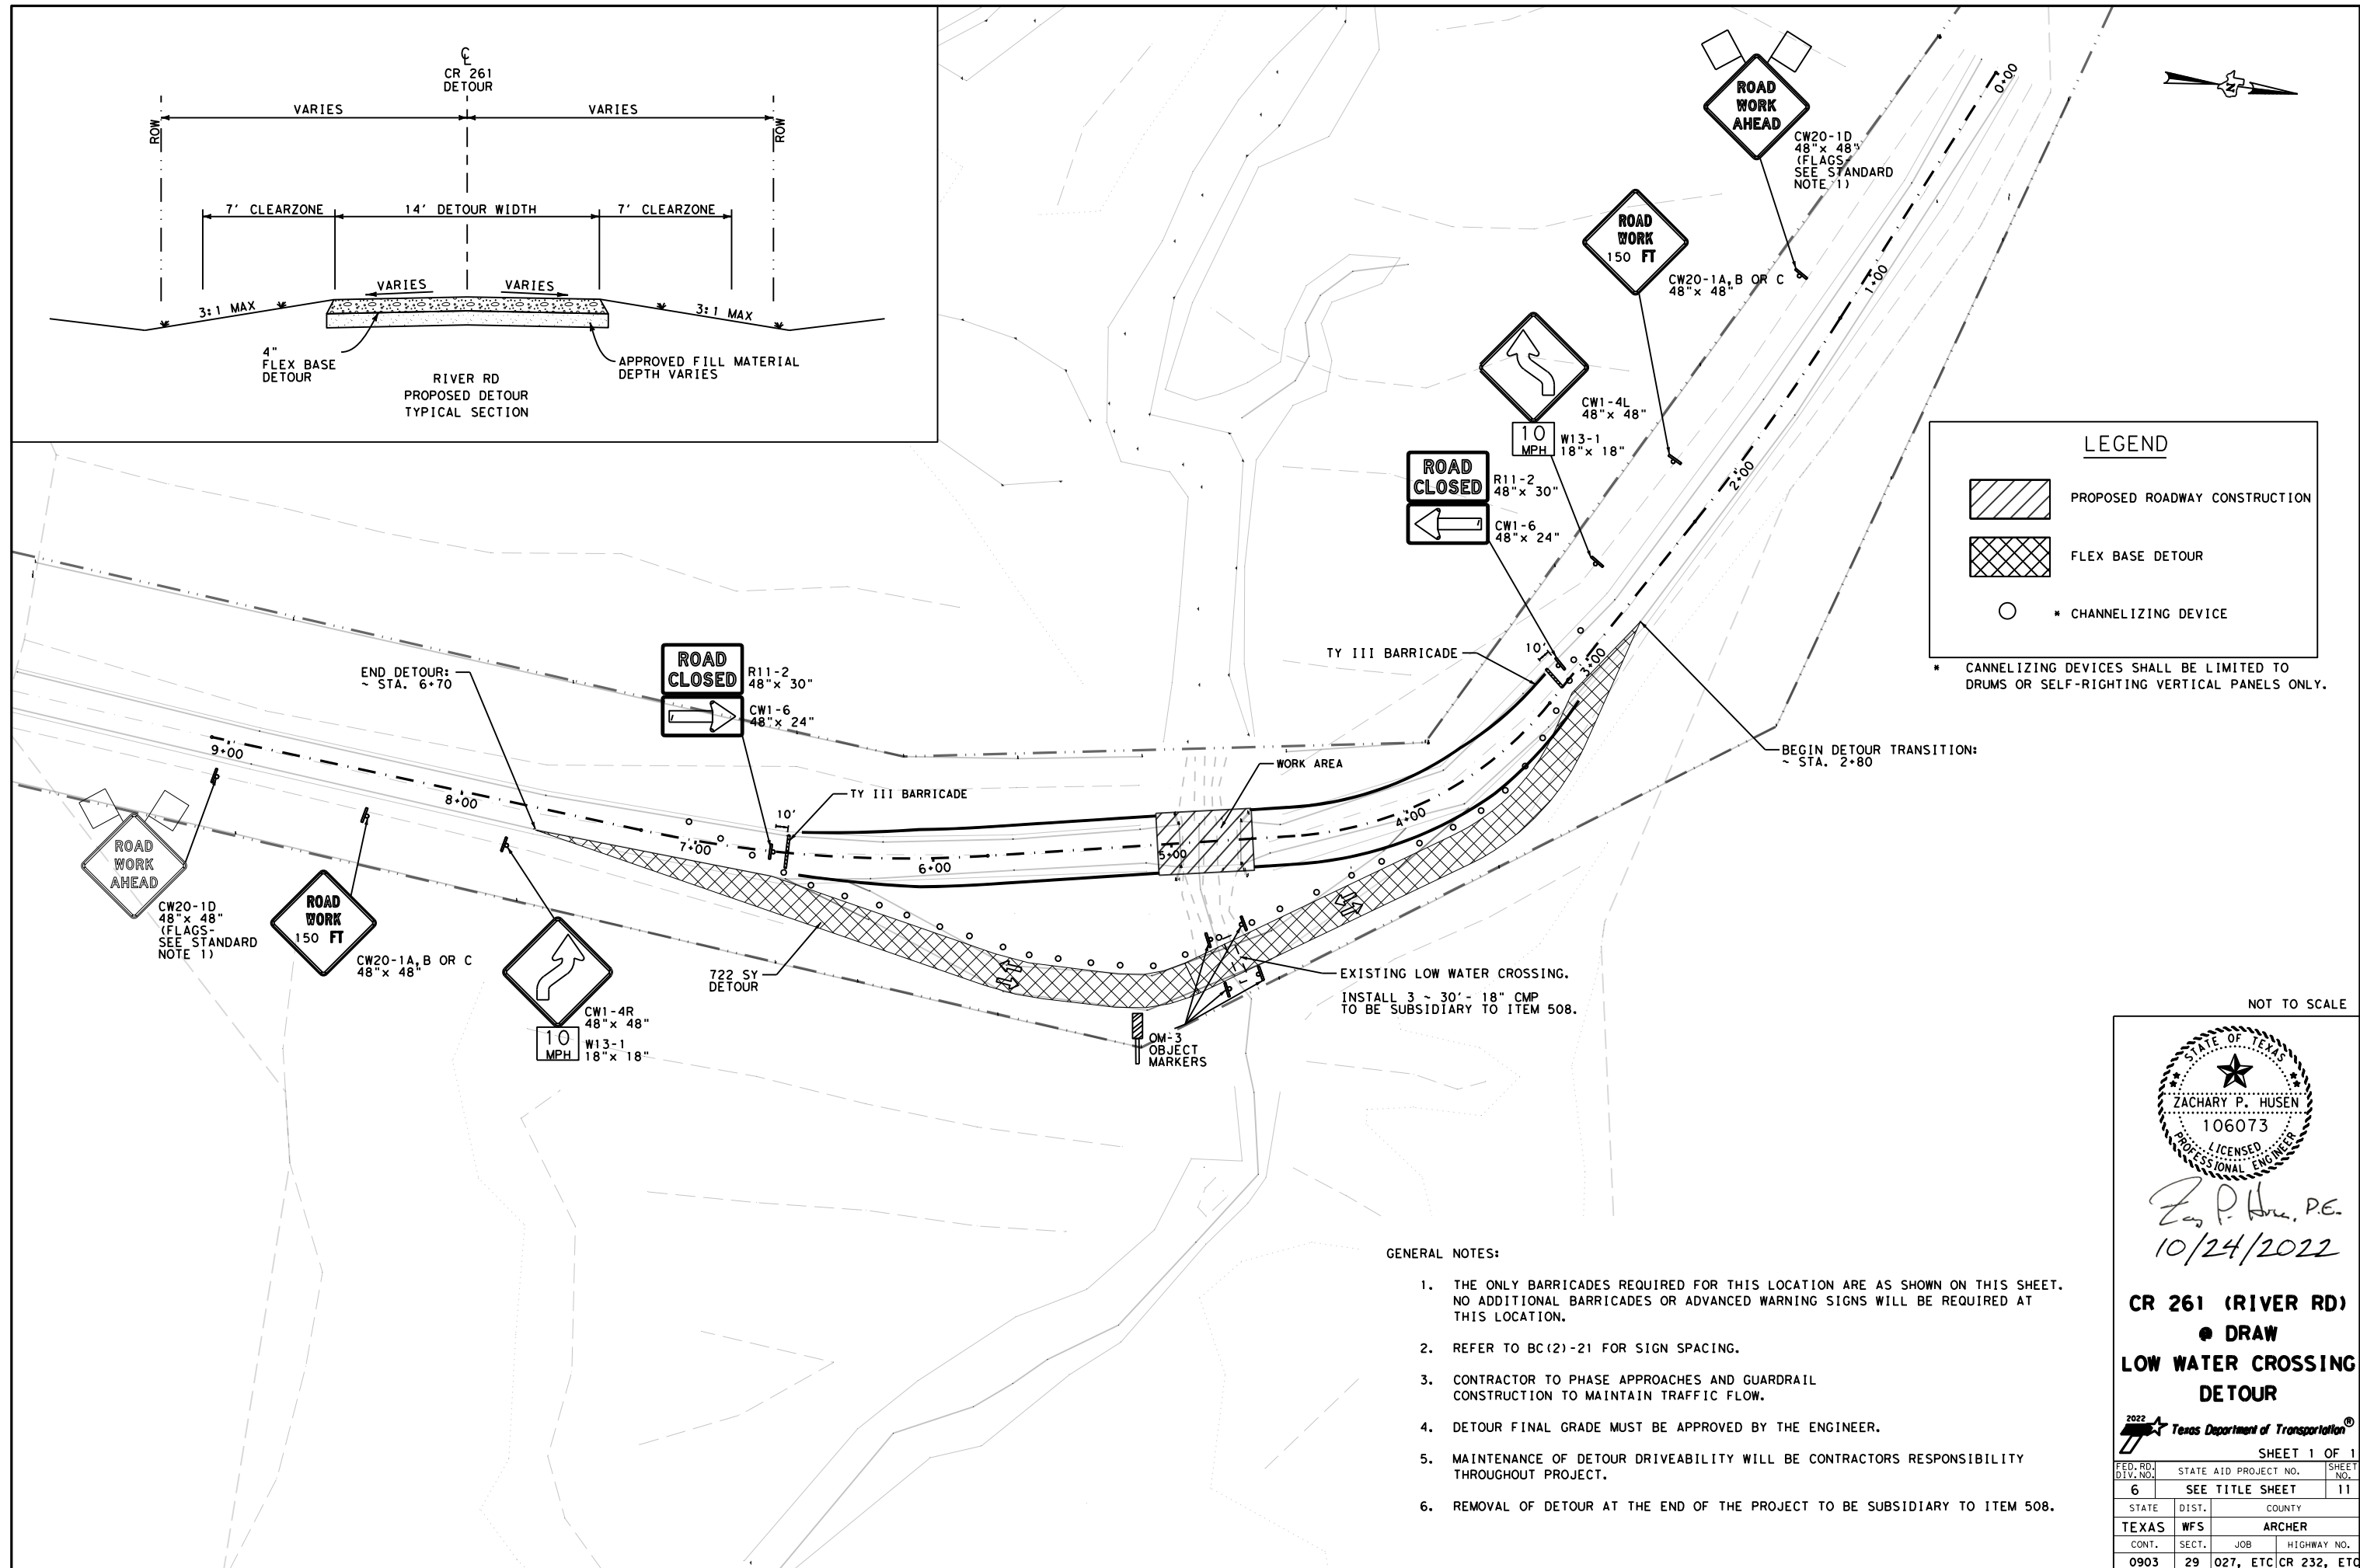 ℄
CR 261
DETOUR
VARIES
VARIES
ROW
ROW
7' CLEARZONE
14' DETOUR WIDTH
7' CLEARZONE
VARIES
VARIES
3:1 MAX
3:1 MAX
4"
FLEX BASE
DETOUR
APPROVED FILL MATERIAL
DEPTH VARIES
RIVER RD
PROPOSED DETOUR
TYPICAL SECTION
ROAD
WORK
AHEAD
CW20-1D
48"x 48"
(FLAGS-
SEE STANDARD
NOTE 1)
N
0+00
1+00
2+00
3+00
4+00
5+00
6+00
7+00
8+00
9+00
ROAD
WORK
150 FT
CW20-1A,B OR C
48"x 48"
CW1-4L
48"x 48"
10
MPH
W13-1
18"x 18"
ROAD
CLOSED
R11-2
48"x 30"
CW1-6
48"x 24"
TY III BARRICADE
10'
LEGEND
PROPOSED ROADWAY CONSTRUCTION
FLEX BASE DETOUR
* CHANNELIZING DEVICE
* CANNELIZING DEVICES SHALL BE LIMITED TO
DRUMS OR SELF-RIGHTING VERTICAL PANELS ONLY.
BEGIN DETOUR TRANSITION:
~ STA. 2+80
END DETOUR:
~ STA. 6+70
ROAD
CLOSED
R11-2
48"x 30"
CW1-6
48"x 24"
TY III BARRICADE
10'
WORK AREA
ROAD
WORK
AHEAD
CW20-1D
48"x 48"
(FLAGS-
SEE STANDARD
NOTE 1)
ROAD
WORK
150 FT
CW20-1A,B OR C
48"x 48"
CW1-4R
48"x 48"
10
MPH
W13-1
18"x 18"
722 SY
DETOUR
OM-3
OBJECT
MARKERS
EXISTING LOW WATER CROSSING.
INSTALL 3 ~ 30'- 18" CMP
TO BE SUBSIDIARY TO ITEM 508.
GENERAL NOTES:
1. THE ONLY BARRICADES REQUIRED FOR THIS LOCATION ARE AS SHOWN ON THIS SHEET.
NO ADDITIONAL BARRICADES OR ADVANCED WARNING SIGNS WILL BE REQUIRED AT
THIS LOCATION.
2. REFER TO BC(2)-21 FOR SIGN SPACING.
3. CONTRACTOR TO PHASE APPROACHES AND GUARDRAIL
CONSTRUCTION TO MAINTAIN TRAFFIC FLOW.
4. DETOUR FINAL GRADE MUST BE APPROVED BY THE ENGINEER.
5. MAINTENANCE OF DETOUR DRIVEABILITY WILL BE CONTRACTORS RESPONSIBILITY
THROUGHOUT PROJECT.
6. REMOVAL OF DETOUR AT THE END OF THE PROJECT TO BE SUBSIDIARY TO ITEM 508.
NOT TO SCALE
STATE OF TEXAS
ZACHARY P. HUSEN
106073
LICENSED
PROFESSIONAL ENGINEER
P.E.
10/24/2022
CR 261 (RIVER RD)
@ DRAW
LOW WATER CROSSING
DETOUR
2022
Texas Department of Transportation®
SHEET 1 OF 1
FED.RD. DIV.NO. STATE AID PROJECT NO. SHEET NO.
6 SEE TITLE SHEET 11
STATE DIST. COUNTY
TEXAS WFS ARCHER
CONT. SECT. JOB HIGHWAY NO.
0903 29 027, ETC CR 232, ETC